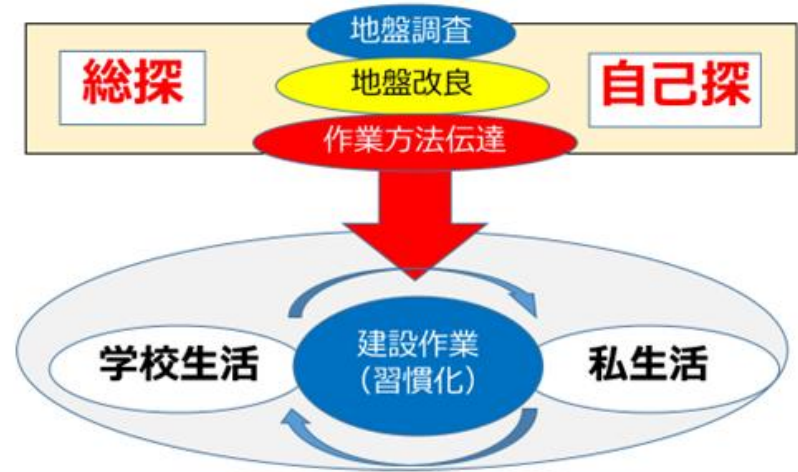 地盤調査
総探
地盤改良
自己探
作業方法伝達
学校生活
建設作業
（習慣化）
私生活